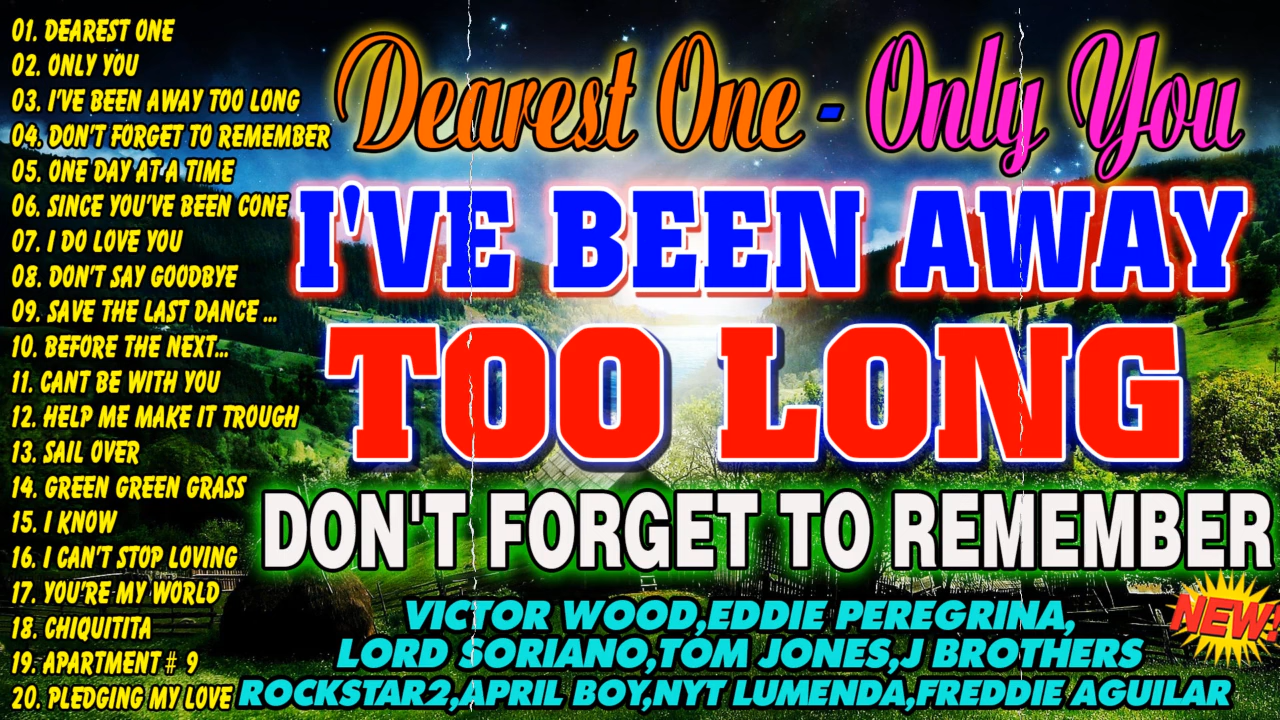 01. DEAREST ONE
02. ONLY YOU
03. I'VE BEEN AWAY TOO LONG
04. DON'T FORGET TO REMEMBER
05. ONE DAY AT A TIME
06. SINCE YOU'VE BEEN CONE
07. I DO LOVE YOU
08. DON'T SAY GOODBYE
09. SAVE THE LAST DANCE ...
10. BEFORE THE NEXT...
11. CANT BE WITH YOU
12. HELP ME MAKE IT TROUGH
13. SAIL OVER
14. GREEN GREEN GRASS
15. I KNOW
16. I CAN'T STOP LOVING
17. YOU'RE MY WORLD
18. CHIQUITITA
19. APARTMENT # 9
20. PLEDGING MY LOVE
Dearest One - Only You
I'VE BEEN AWAY
TOO LONG
DON'T FORGET TO REMEMBER
VICTOR WOOD,EDDIE PEREGRINA,
LORD SORIANO,TOM JONES,J BROTHERS
ROCKSTAR2,APRIL BOY,NYT LUMENDA,FREDDIE AGUILAR
NEW!